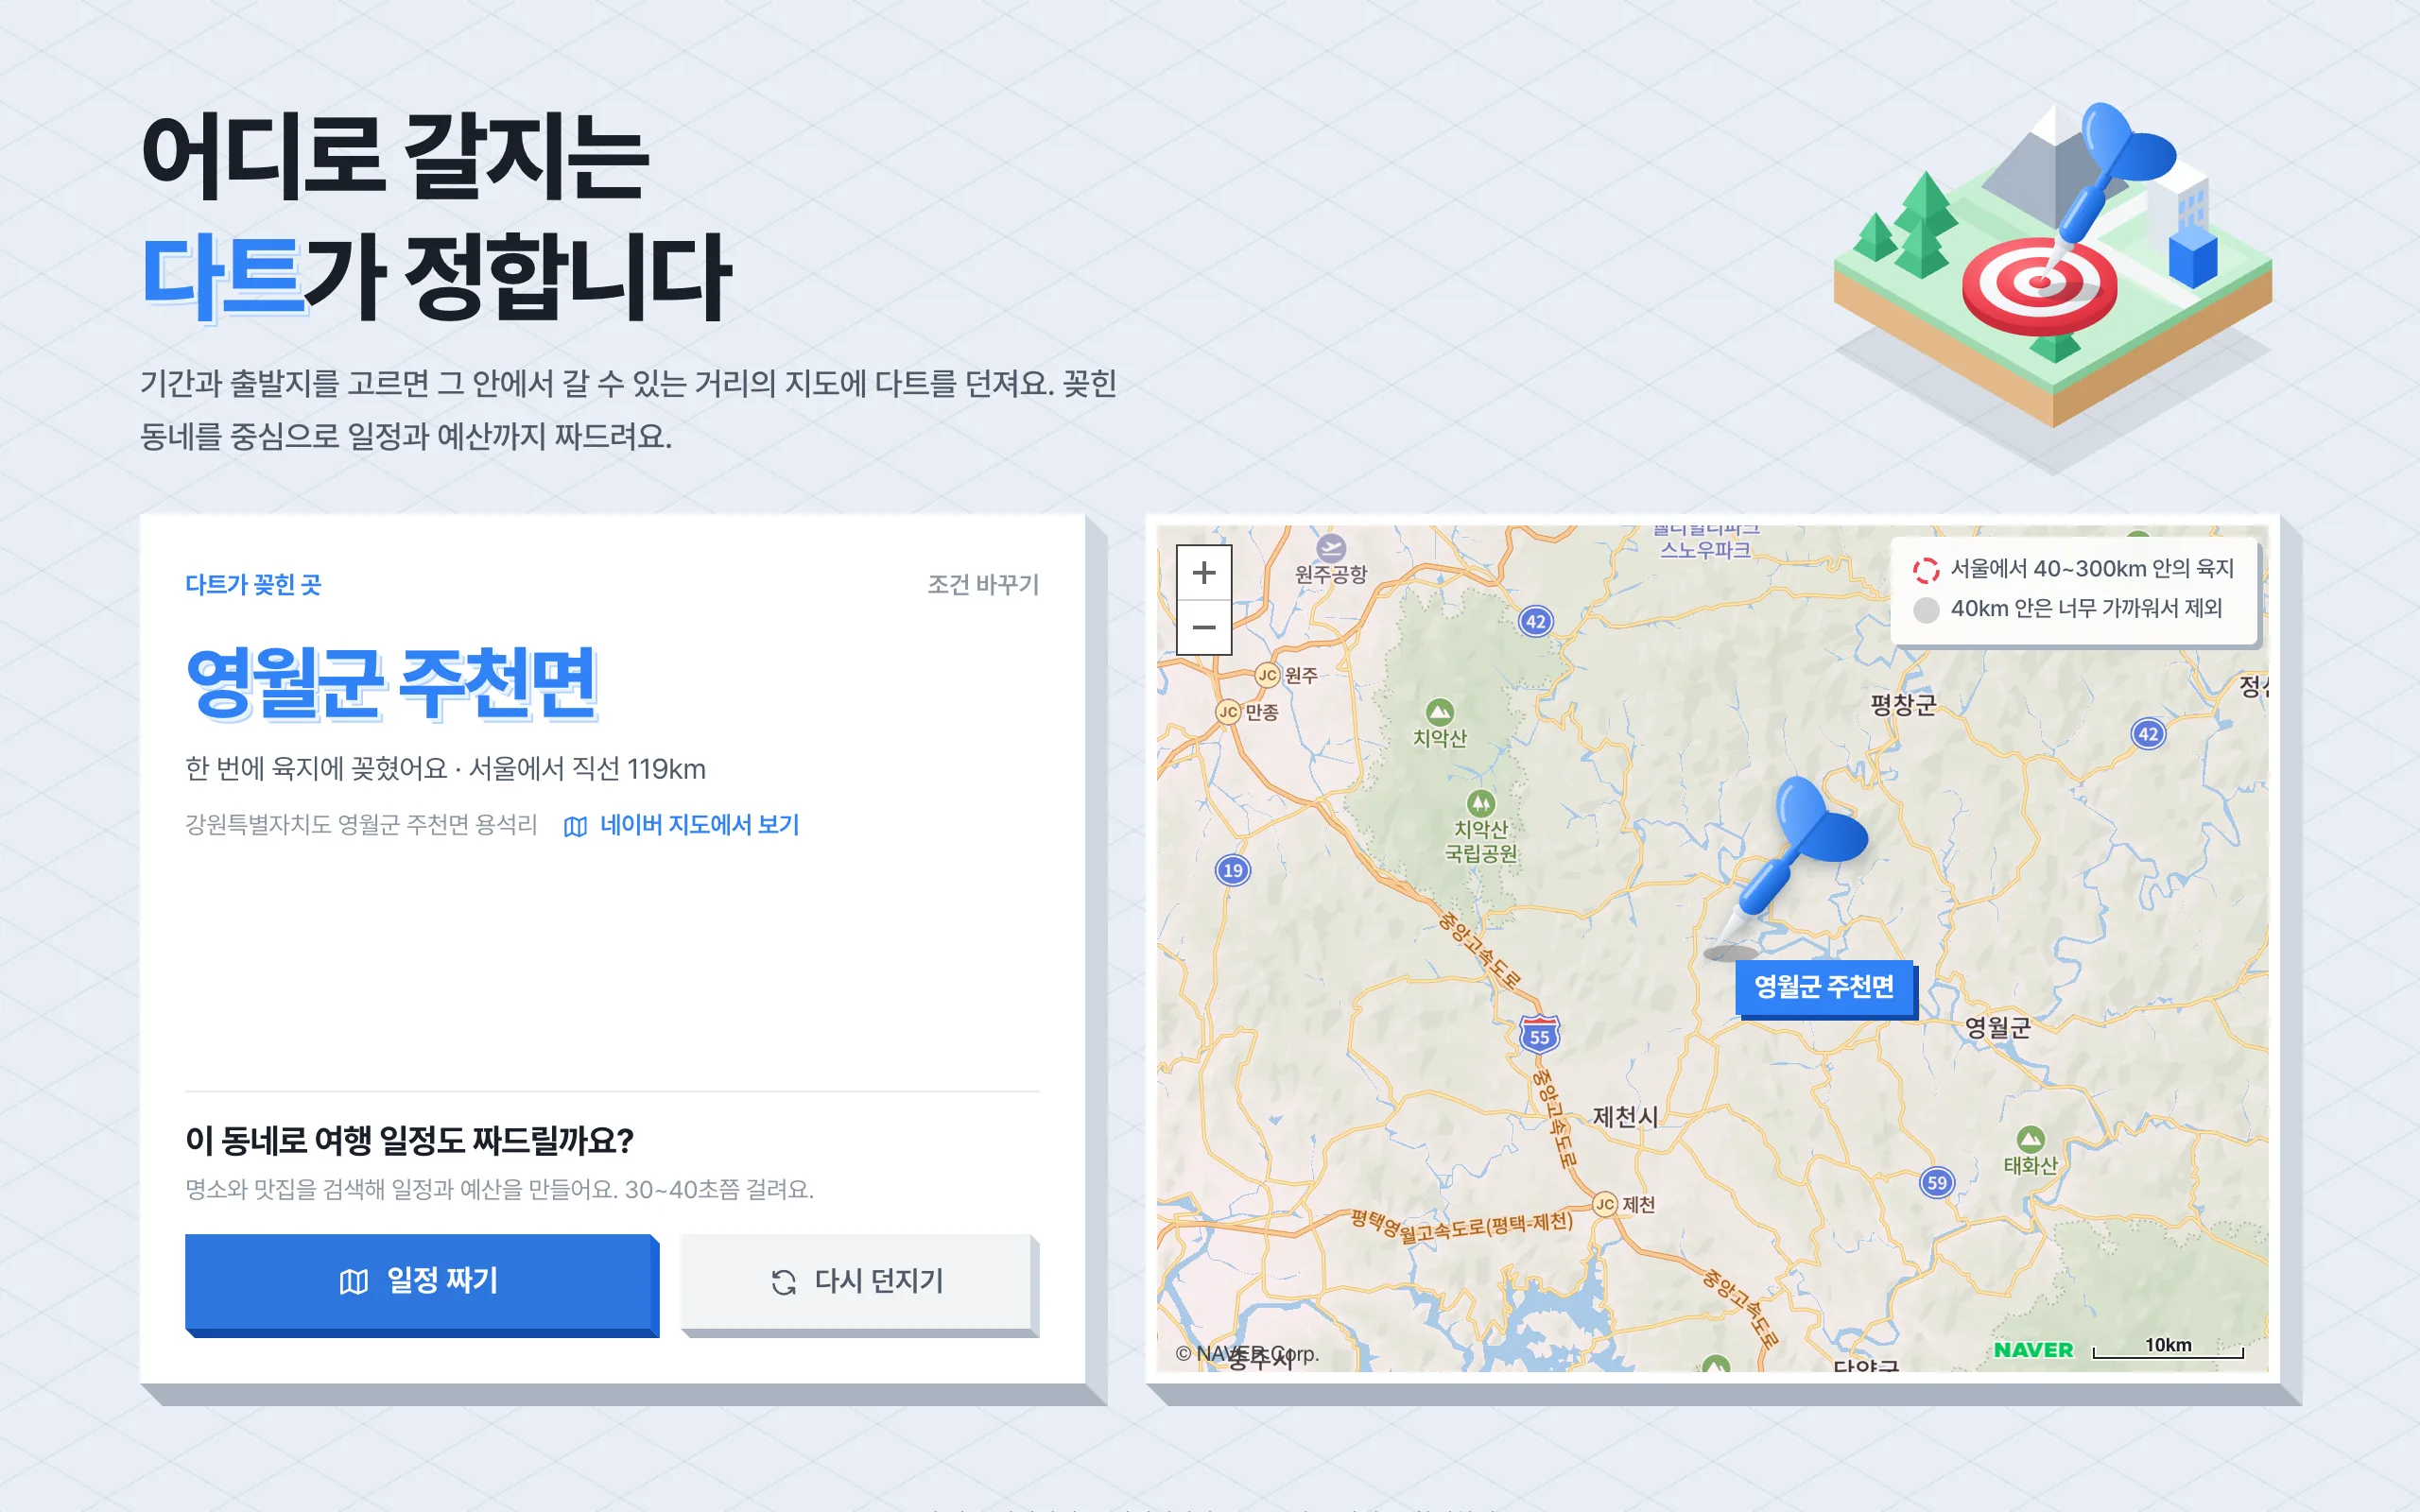 어디로 갈지는
다트가 정합니다
기간과 출발지를 고르면 그 안에서 갈 수 있는 거리의 지도에 다트를 던져요. 꽂힌
동네를 중심으로 일정과 예산까지 짜드려요.
다트가 꽂힌 곳
조건 바꾸기
영월군 주천면
한 번에 육지에 꽂혔어요 · 서울에서 직선 119km
강원특별자치도 영월군 주천면 용석리
네이버 지도에서 보기
이 동네로 여행 일정도 짜드릴까요?
명소와 맛집을 검색해 일정과 예산을 만들어요. 30~40초쯤 걸려요.
일정 짜기
다시 던지기
+
−
원주공항
스노우파크
서울에서 40~300km 안의 육지
40km 안은 너무 가까워서 제외
42
JC 원주
JC 만종
치악산
평창군
42
치악산
국립공원
19
중앙고속도로
영월군 주천면
55
영월군
중앙고속도로
제천시
태화산
59
JC 제천
평택영월고속도로(평택-제천)
중앙고속도로
© NAVER Corp.
충주시
단양군
NAVER
10km